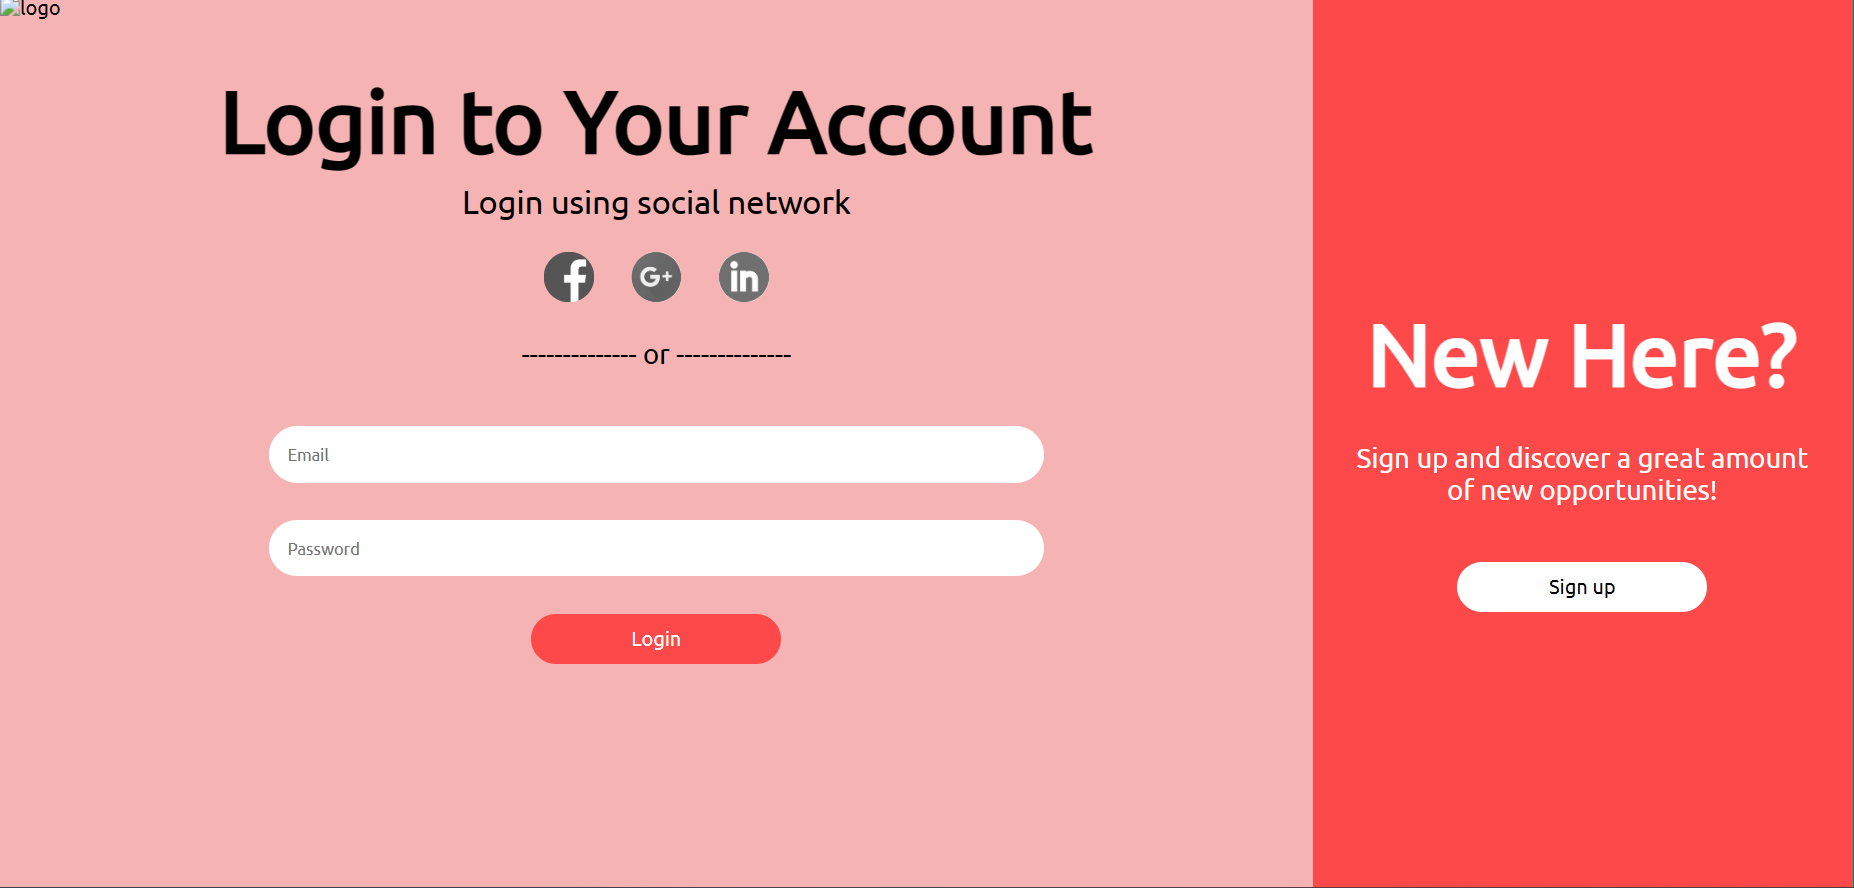 logo
Login to Your Account
Login using social network
f G+ in
-------------- or --------------
Email
Password
Login
New Here?
Sign up and discover a great amount
of new opportunities!
Sign up